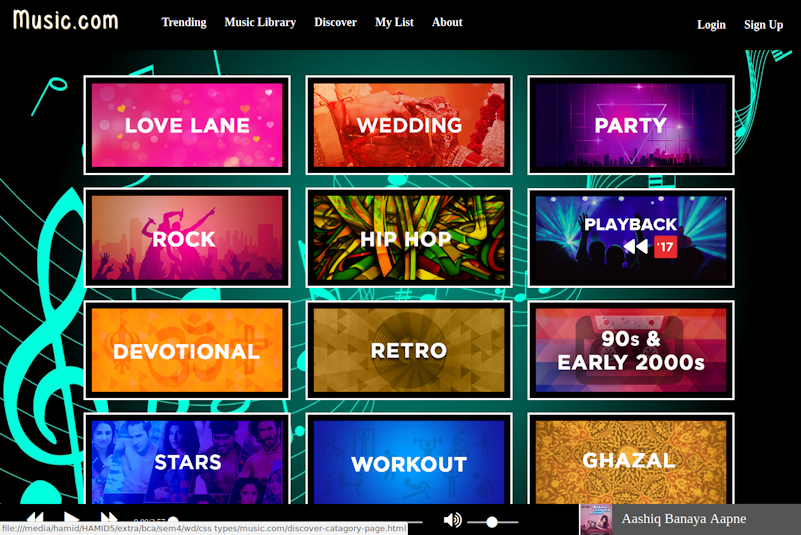 Music.com
Trending Music Library Discover My List About
Login Sign Up
LOVE LANE
WEDDING
PARTY
ROCK
HIP HOP
PLAYBACK
'17
DEVOTIONAL
RETRO
90s &
EARLY 2000s
STARS
WORKOUT
GHAZAL
Aashiq Banaya Aapne
file:///media/hamid/HAMID5/extra/bca/sem4/wd/css types/music.com/discover-catagory-page.html